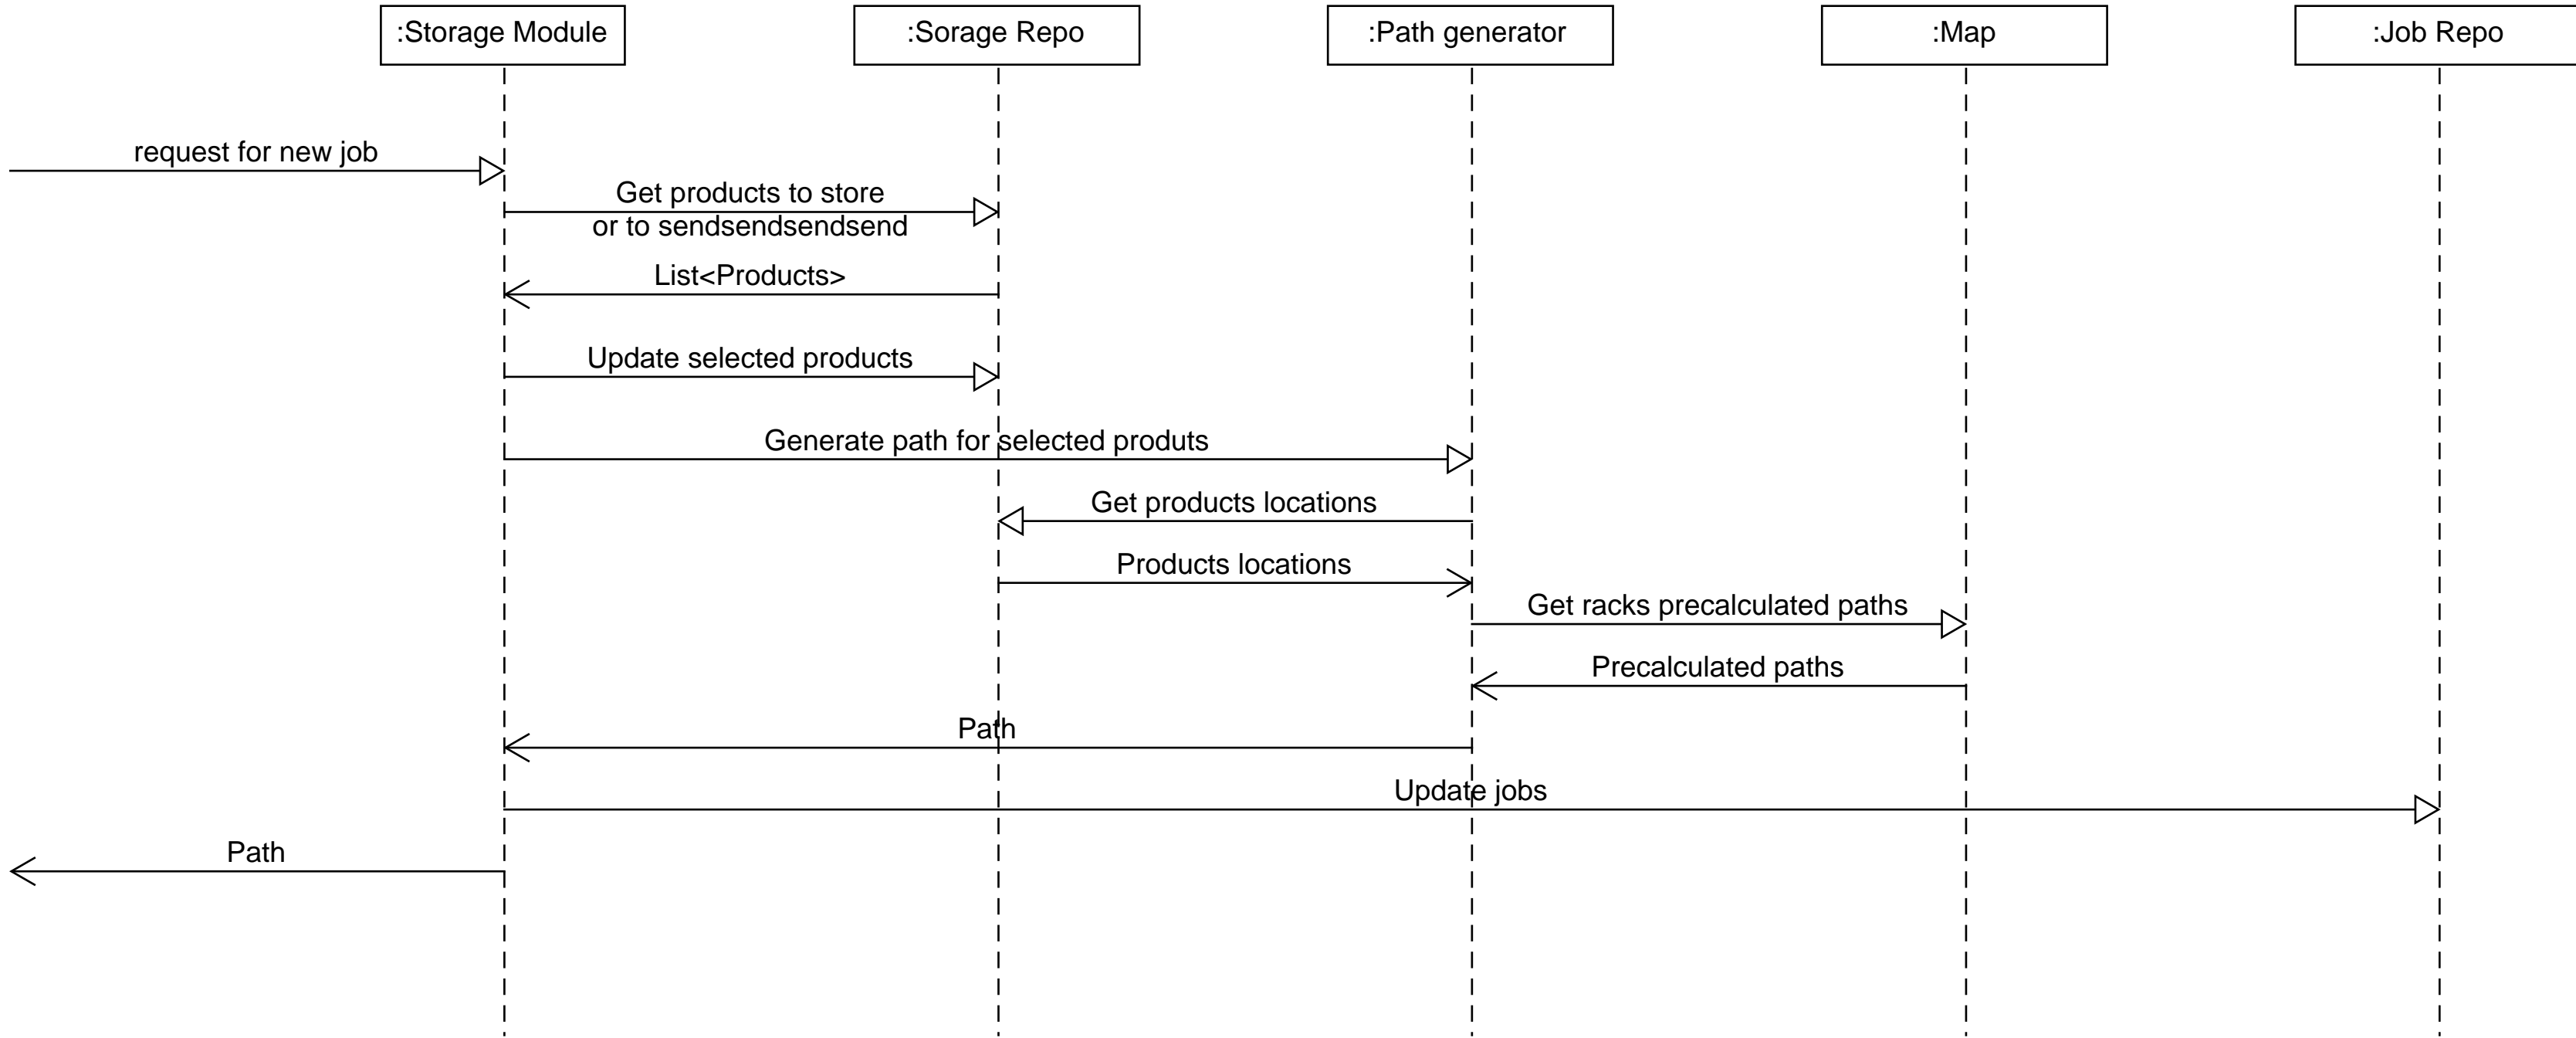 :Storage Module
:Sorage Repo
:Path generator
:Map
:Job Repo
request for new job
Get products to store
or to sendsendsendsend
List<Products>
Update selected products
Generate path for selected produts
Get products locations
Products locations
Get racks precalculated paths
Precalculated paths
Path
Update jobs
Path